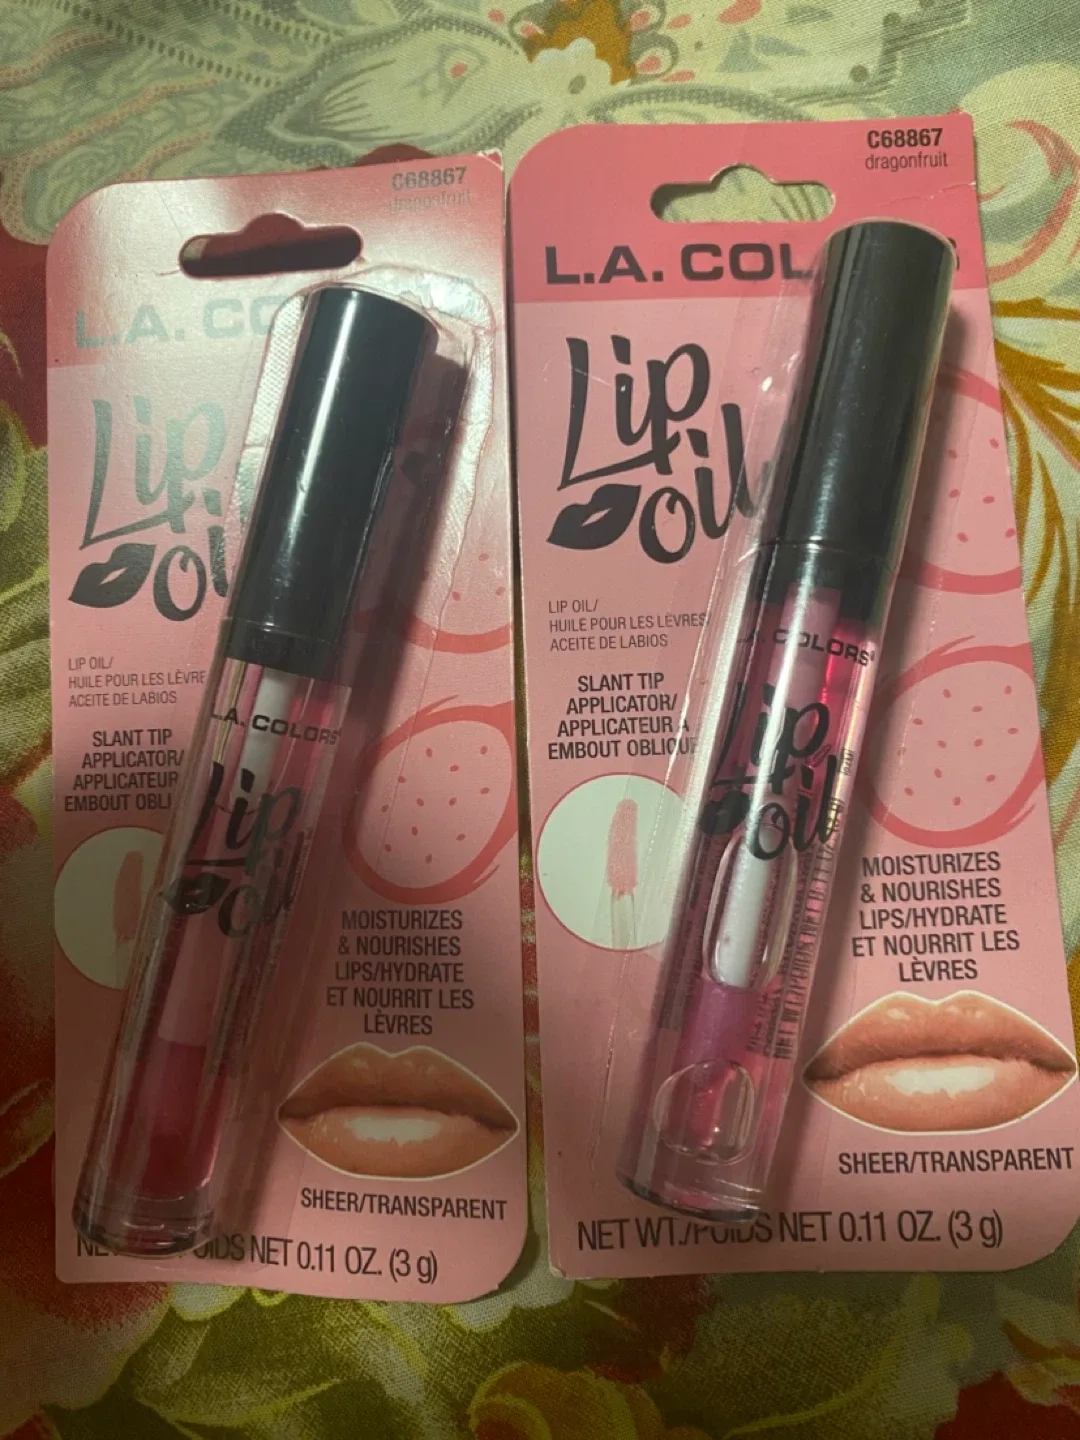 C68867
dragonfruit
L.A. CO
Lip
oil
LIP OIL/
HUILE POUR LES LÈVRE
ACEITE DE LABIOS
SLANT TIP
APPLICATOR/
APPLICATEUR
EMBOUT OBLI
L.A. COLORS
Lip
oil
MOISTURIZES
& NOURISHES
LIPS/HYDRATE
ET NOURRIT LES
LÈVRES
SHEER/TRANSPARENT
NET 0.11 OZ. (3 g)
C68867
dragonfruit
L.A. COL S
Lip
oil
LIP OIL/
HUILE POUR LES LÈVRES/
ACEITE DE LABIOS
SLANT TIP
APPLICATOR/
APPLICATEUR À
EMBOUT OBLIQUE
L.A. COLORS®
Lip
oil
MOISTURIZES
& NOURISHES
LIPS/HYDRATE
ET NOURRIT LES
LÈVRES
SHEER/TRANSPARENT
NET WT./POIDS NET 0.11 OZ. (3 g)